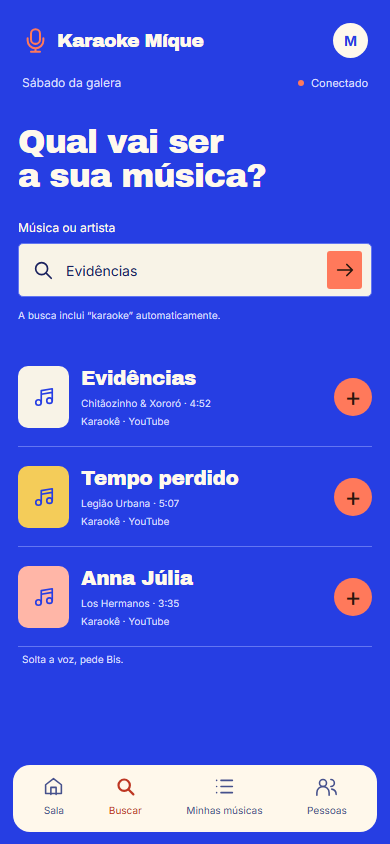 Karaoke Míque
M
Sábado da galera
Conectado
Qual vai ser
a sua música?
Música ou artista
Evidências
A busca inclui “karaoke” automaticamente.
Evidências
Chitãozinho & Xororó · 4:52
Karaokê · YouTube
Tempo perdido
Legião Urbana · 5:07
Karaokê · YouTube
Anna Júlia
Los Hermanos · 3:35
Karaokê · YouTube
Solta a voz, pede Bis.
Sala
Buscar
Minhas músicas
Pessoas